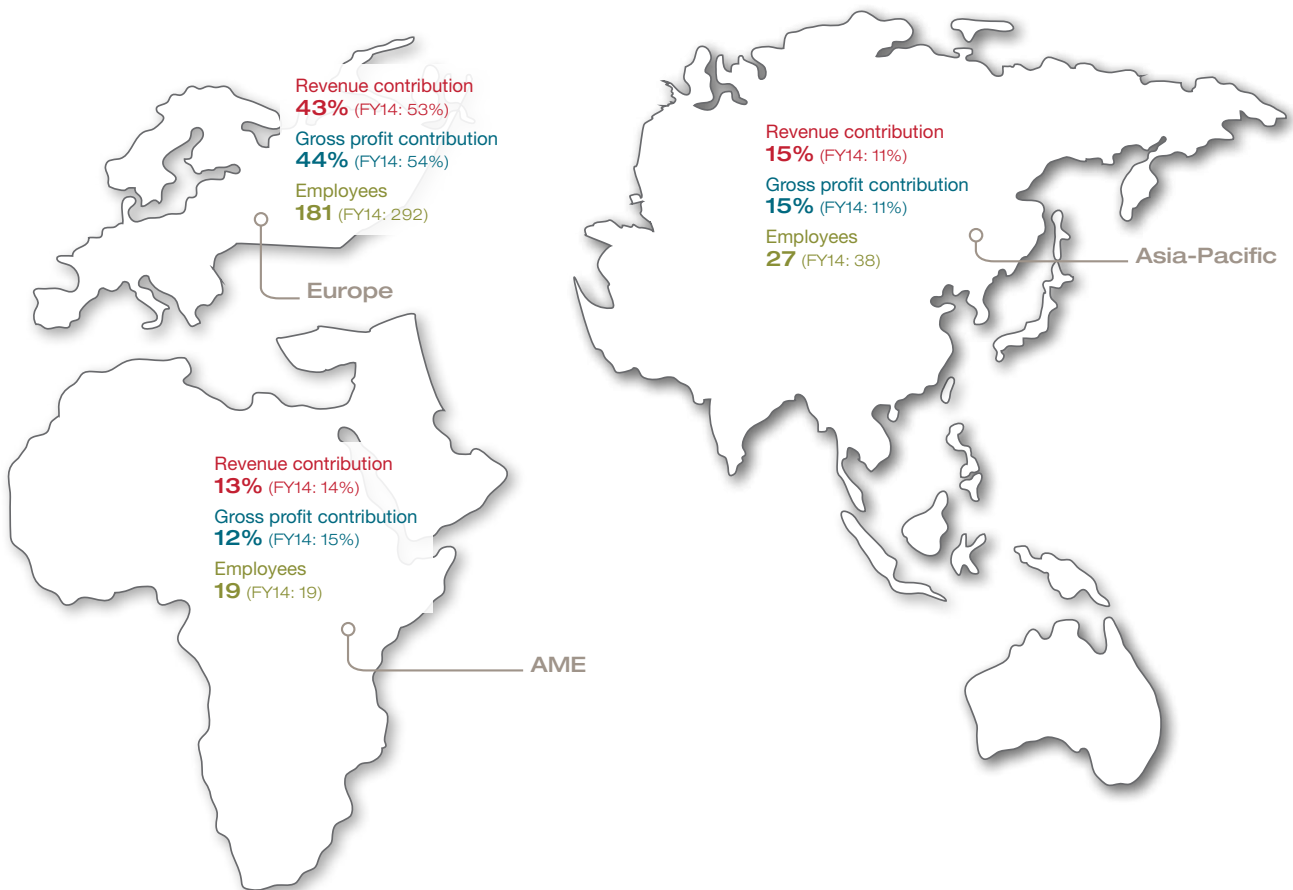 Revenue contribution
43% (FY14: 53%)
Gross profit contribution
44% (FY14: 54%)
Employees
181 (FY14: 292)
Europe
Revenue contribution
15% (FY14: 11%)
Gross profit contribution
15% (FY14: 11%)
Employees
27 (FY14: 38)
Asia-Pacific
Revenue contribution
13% (FY14: 14%)
Gross profit contribution
12% (FY14: 15%)
Employees
19 (FY14: 19)
AME